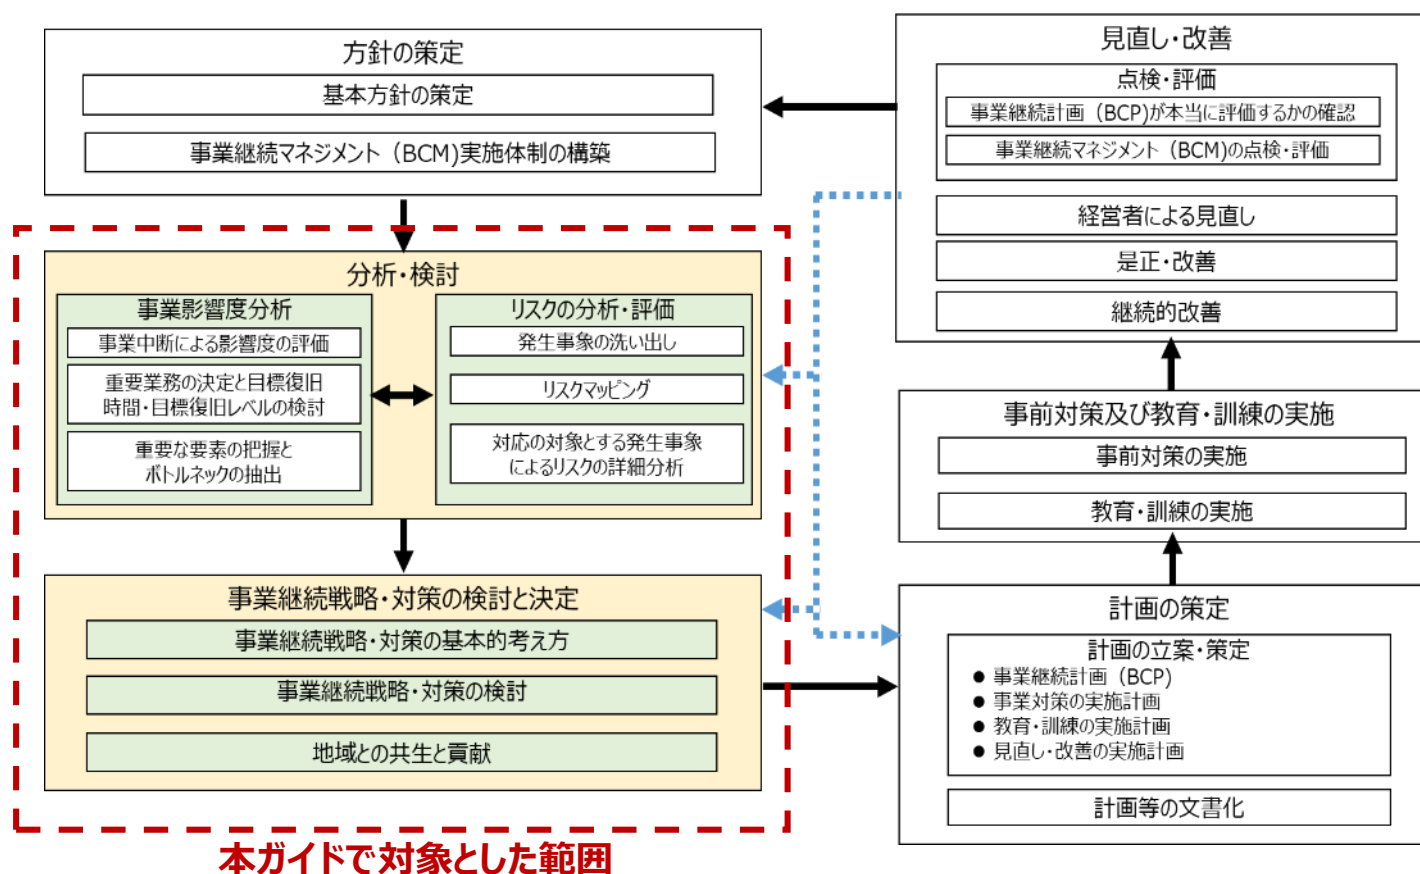 方針の策定
基本方針の策定
事業継続マネジメント（BCM)実施体制の構築
分析・検討
事業影響度分析
事業中断による影響度の評価
重要業務の決定と目標復旧
時間・目標復旧レベルの検討
重要な要素の把握と
ボトルネックの抽出
リスクの分析・評価
発生事象の洗い出し
リスクマッピング
対応の対象とする発生事象
によるリスクの詳細分析
事業継続戦略・対策の検討と決定
事業継続戦略・対策の基本的考え方
事業継続戦略・対策の検討
地域との共生と貢献
本ガイドで対象とした範囲
見直し・改善
点検・評価
事業継続計画（BCP)が本当に評価するかの確認
事業継続マネジメント（BCM)の点検・評価
経営者による見直し
是正・改善
継続的改善
事前対策及び教育・訓練の実施
事前対策の実施
教育・訓練の実施
計画の策定
計画の立案・策定
● 事業継続計画（BCP)
● 事業対策の実施計画
● 教育・訓練の実施計画
● 見直し・改善の実施計画
計画等の文書化